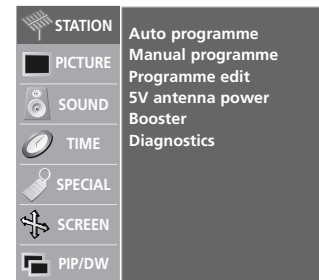 STATION
PICTURE
SOUND
TIME
SPECIAL
SCREEN
PIP/DW
Auto programme
Manual programme
Programme edit
5V antenna power
Booster
Diagnostics